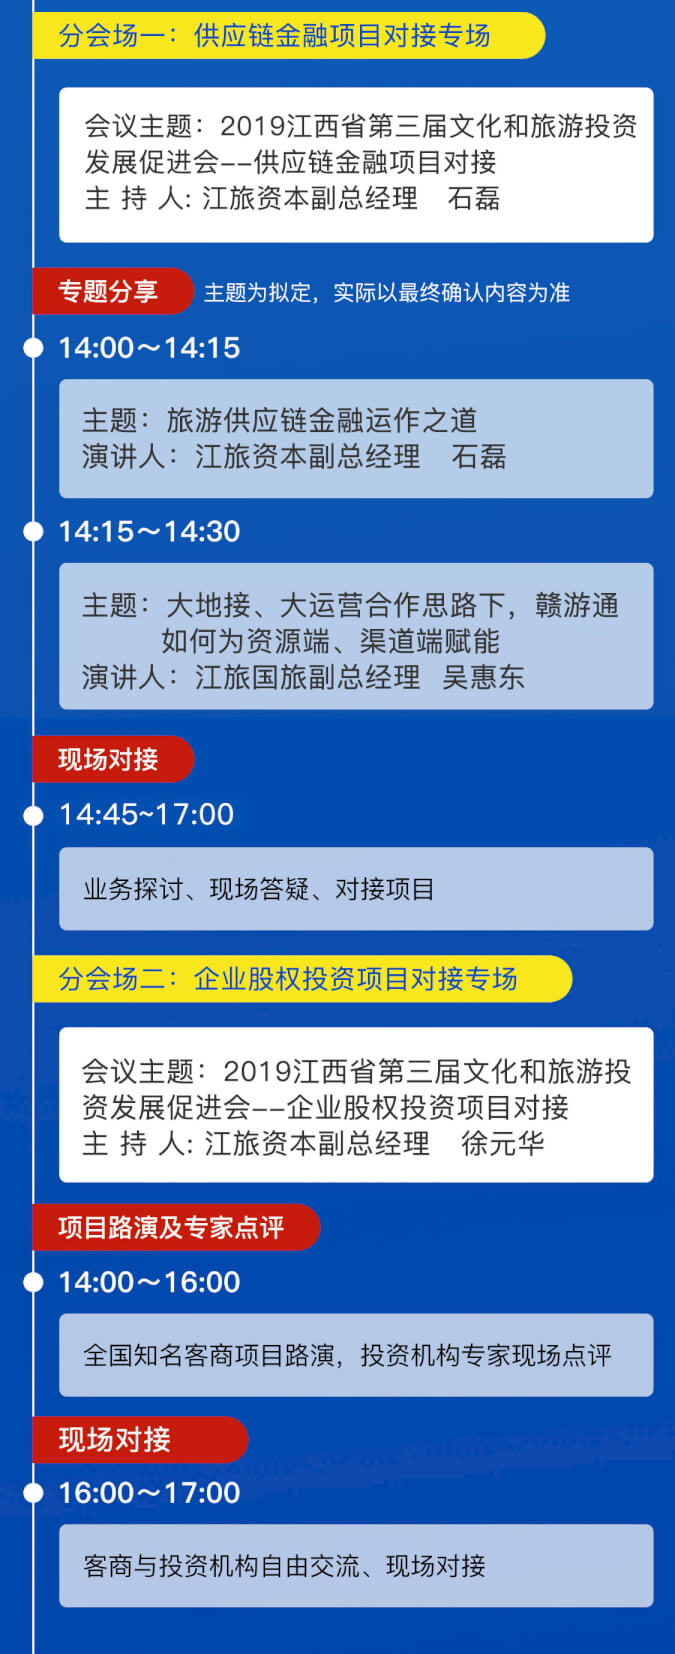 分会场一：供应链金融项目对接专场
会议主题：2019江西省第三届文化和旅游投资
发展促进会--供应链金融项目对接
主 持 人: 江旅资本副总经理 石磊
专题分享 主题为拟定，实际以最终确认内容为准
14:00～14:15
主题：旅游供应链金融运作之道
演讲人：江旅资本副总经理 石磊
14:15～14:30
主题：大地接、大运营合作思路下，赣游通
如何为资源端、渠道端赋能
演讲人：江旅国旅副总经理 吴惠东
现场对接
14:45~17:00
业务探讨、现场答疑、对接项目
分会场二：企业股权投资项目对接专场
会议主题：2019江西省第三届文化和旅游投
资发展促进会--企业股权投资项目对接
主 持 人: 江旅资本副总经理 徐元华
项目路演及专家点评
14:00～16:00
全国知名客商项目路演，投资机构专家现场点评
现场对接
16:00～17:00
客商与投资机构自由交流、现场对接